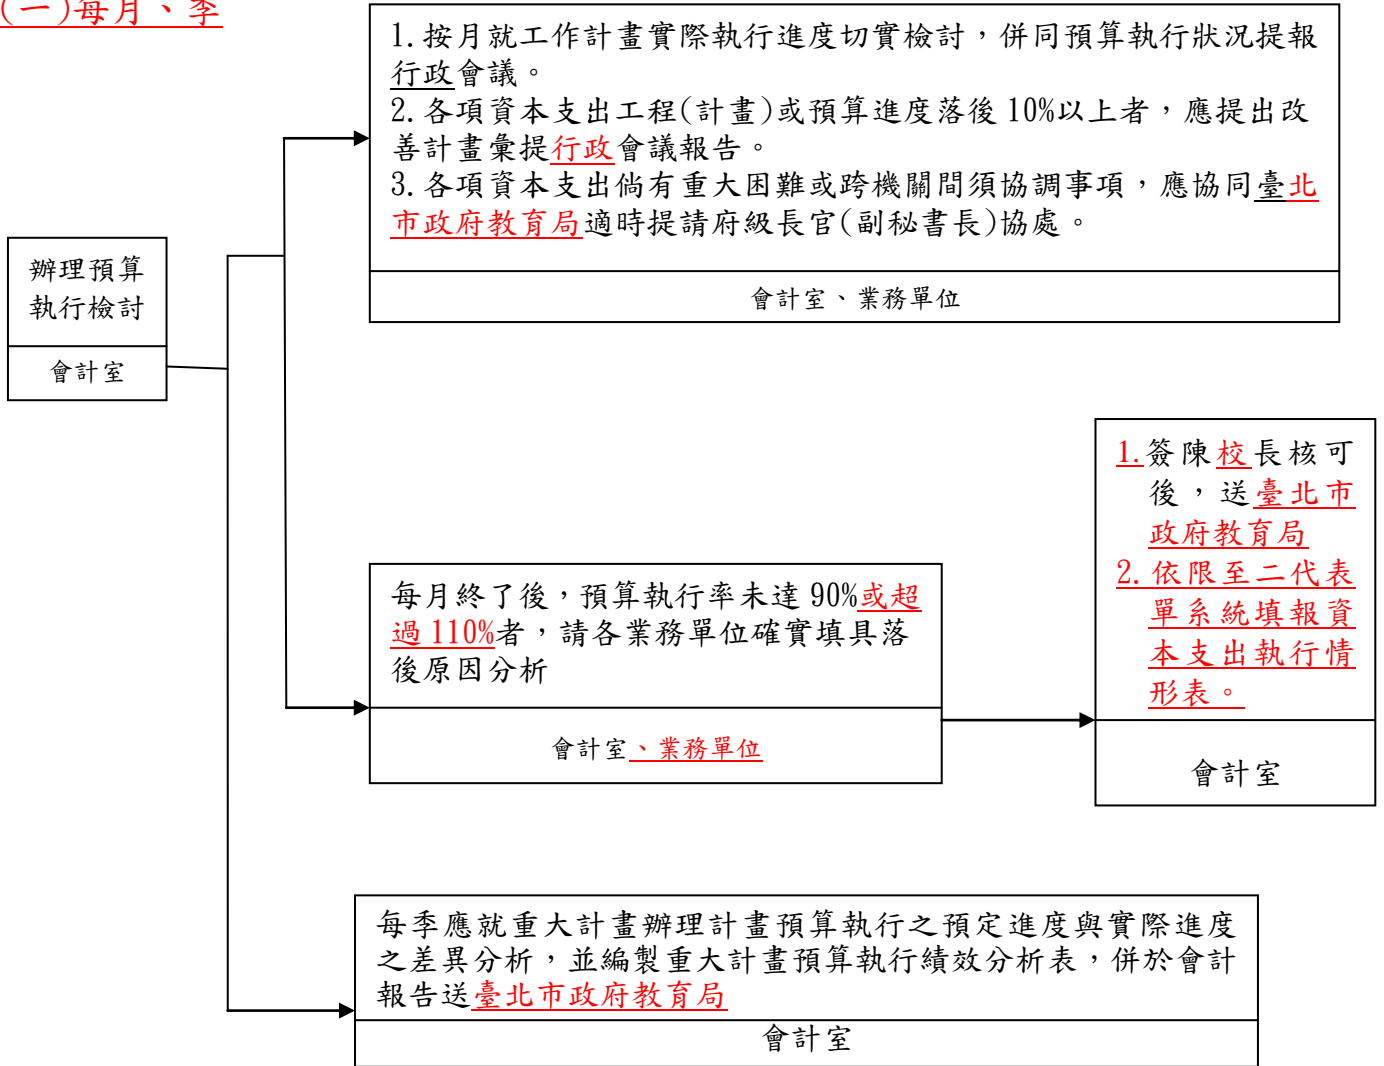 (一)每月、季
1.按月就工作計畫實際執行進度切實檢討，併同預算執行狀況提報
行政會議。
2.各項資本支出工程(計畫)或預算進度落後10%以上者，應提出改
善計畫彙提行政會議報告。
3.各項資本支出倘有重大困難或跨機關間須協調事項，應協同臺北
市政府教育局適時提請府級長官(副秘書長)協處。
會計室、業務單位
辦理預算
執行檢討
會計室
每月終了後，預算執行率未達90%或超
過110%者，請各業務單位確實填具落
後原因分析
會計室、業務單位
1.簽陳校長核可
後，送臺北市
政府教育局
2.依限至二代表
單系統填報資
本支出執行情
形表。
會計室
每季應就重大計畫辦理計畫預算執行之預定進度與實際進度
之差異分析，並編製重大計畫預算執行績效分析表，併於會計
報告送臺北市政府教育局
會計室